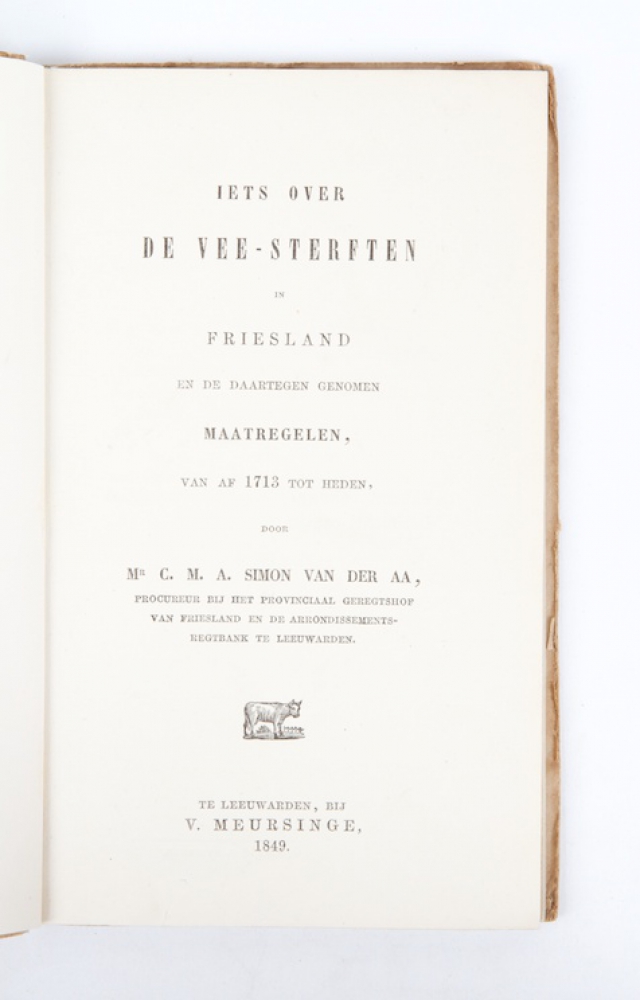 IETS OVER
DE VEE-STERFTEN
IN
FRIESLAND
EN DE DAARTEGEN GENOMEN
MAATREGELEN,
VAN AF 1713 TOT HEDEN,
DOOR
MR C. M. A. SIMON VAN DER AA,
PROCUREUR BIJ HET PROVINCIAAL GEREGTSHOF
VAN FRIESLAND EN DE ARRONDISSEMENTS-
REGTBANK TE LEEUWARDEN.
TE LEEUWARDEN, BIJ
V. MEURSINGE,
1849.